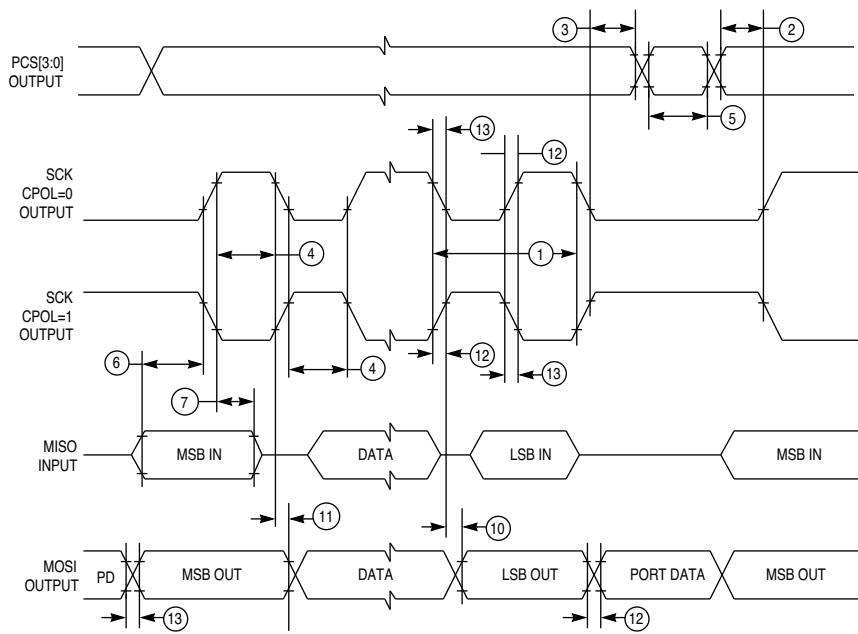 3
2
PCS[3:0]
OUTPUT
5
13
12
SCK
CPOL=0
OUTPUT
4
1
SCK
CPOL=1
OUTPUT
6
12
4
13
7
MISO
INPUT
MSB IN
DATA
LSB IN
MSB IN
11
10
MOSI
OUTPUT
PD
MSB OUT
DATA
LSB OUT
PORT DATA
MSB OUT
13
12